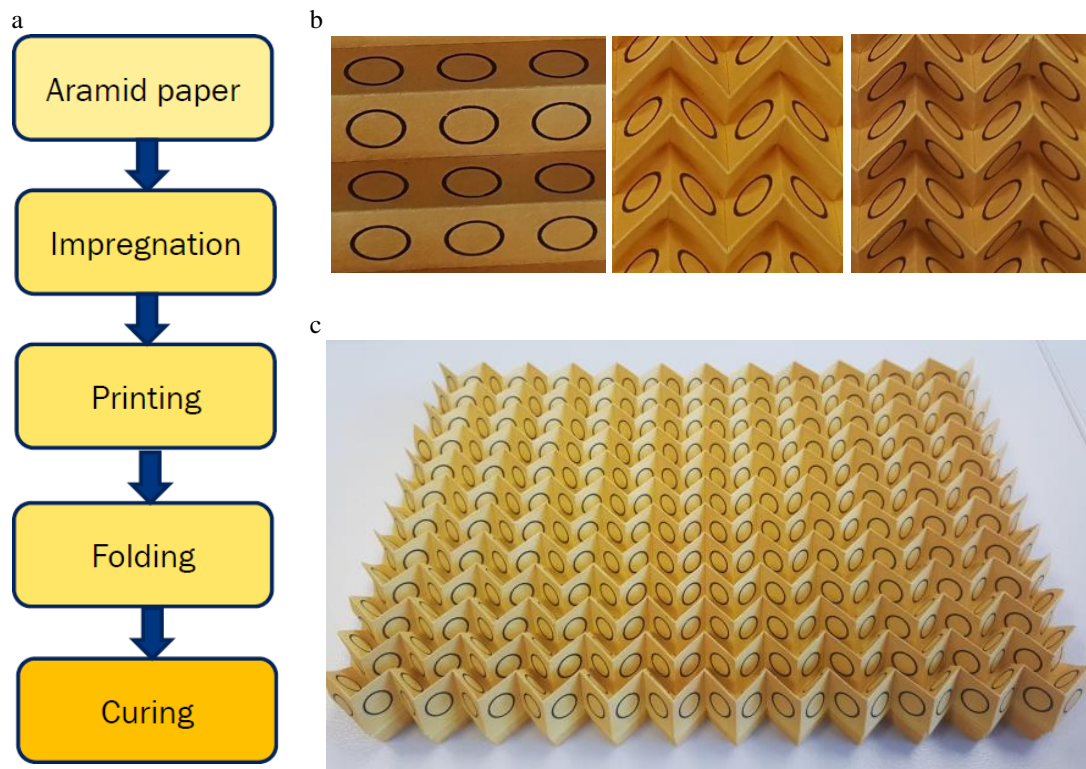 a
Aramid paper
Impregnation
Printing
Folding
Curing
b
c